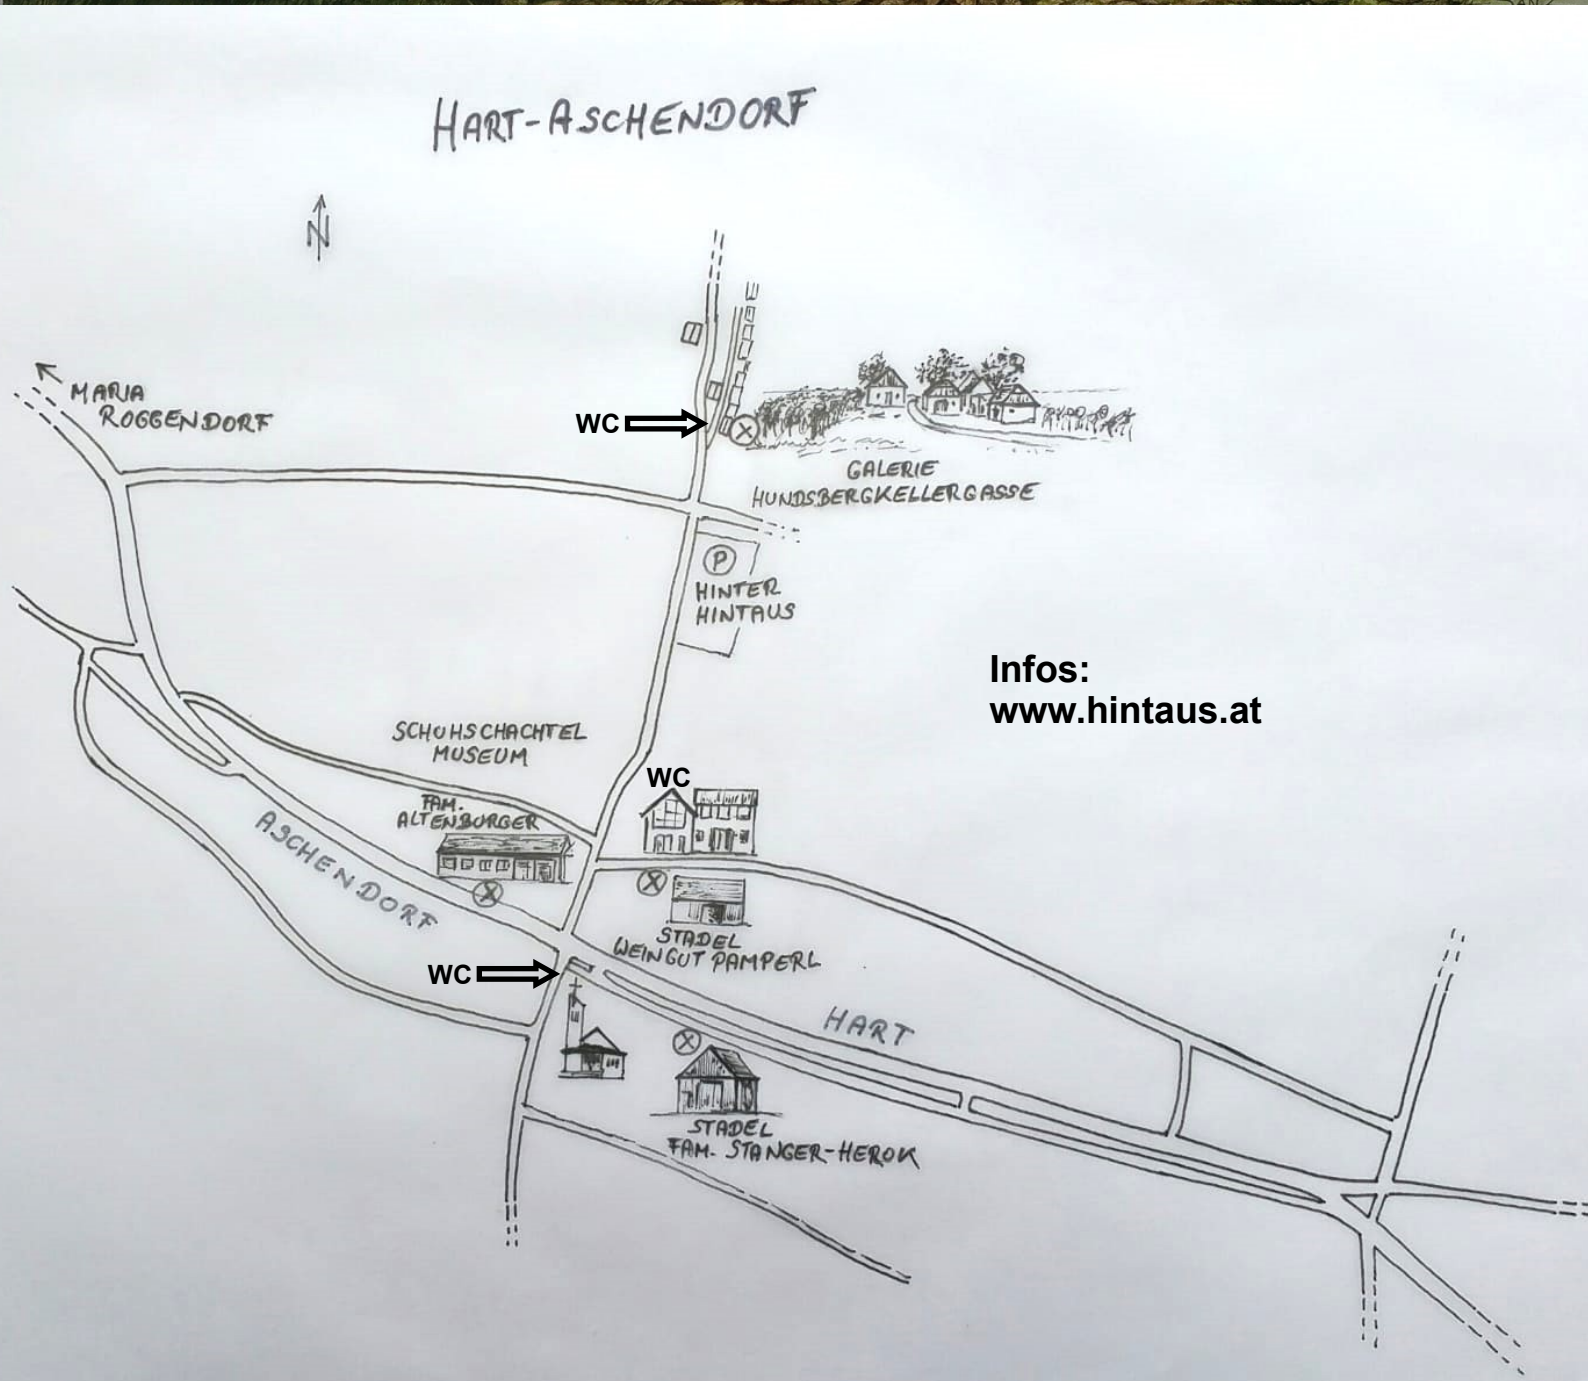 HART-ASCHENDORF
N
MARIA
ROGGENDORF
WC
X
GALERIE
HUNDSBERGKELLERGASSE
P
HINTER
HINTAUS
Infos:
www.hintaus.at
SCHUHSCHACHTEL
MUSEUM
WC
FAM.
ALTENBURGER
X
ASCHENDORF
X
STADEL
WEINGUT PAMPERL
WC
HART
X
STADEL
FAM. STANGER-HEROK